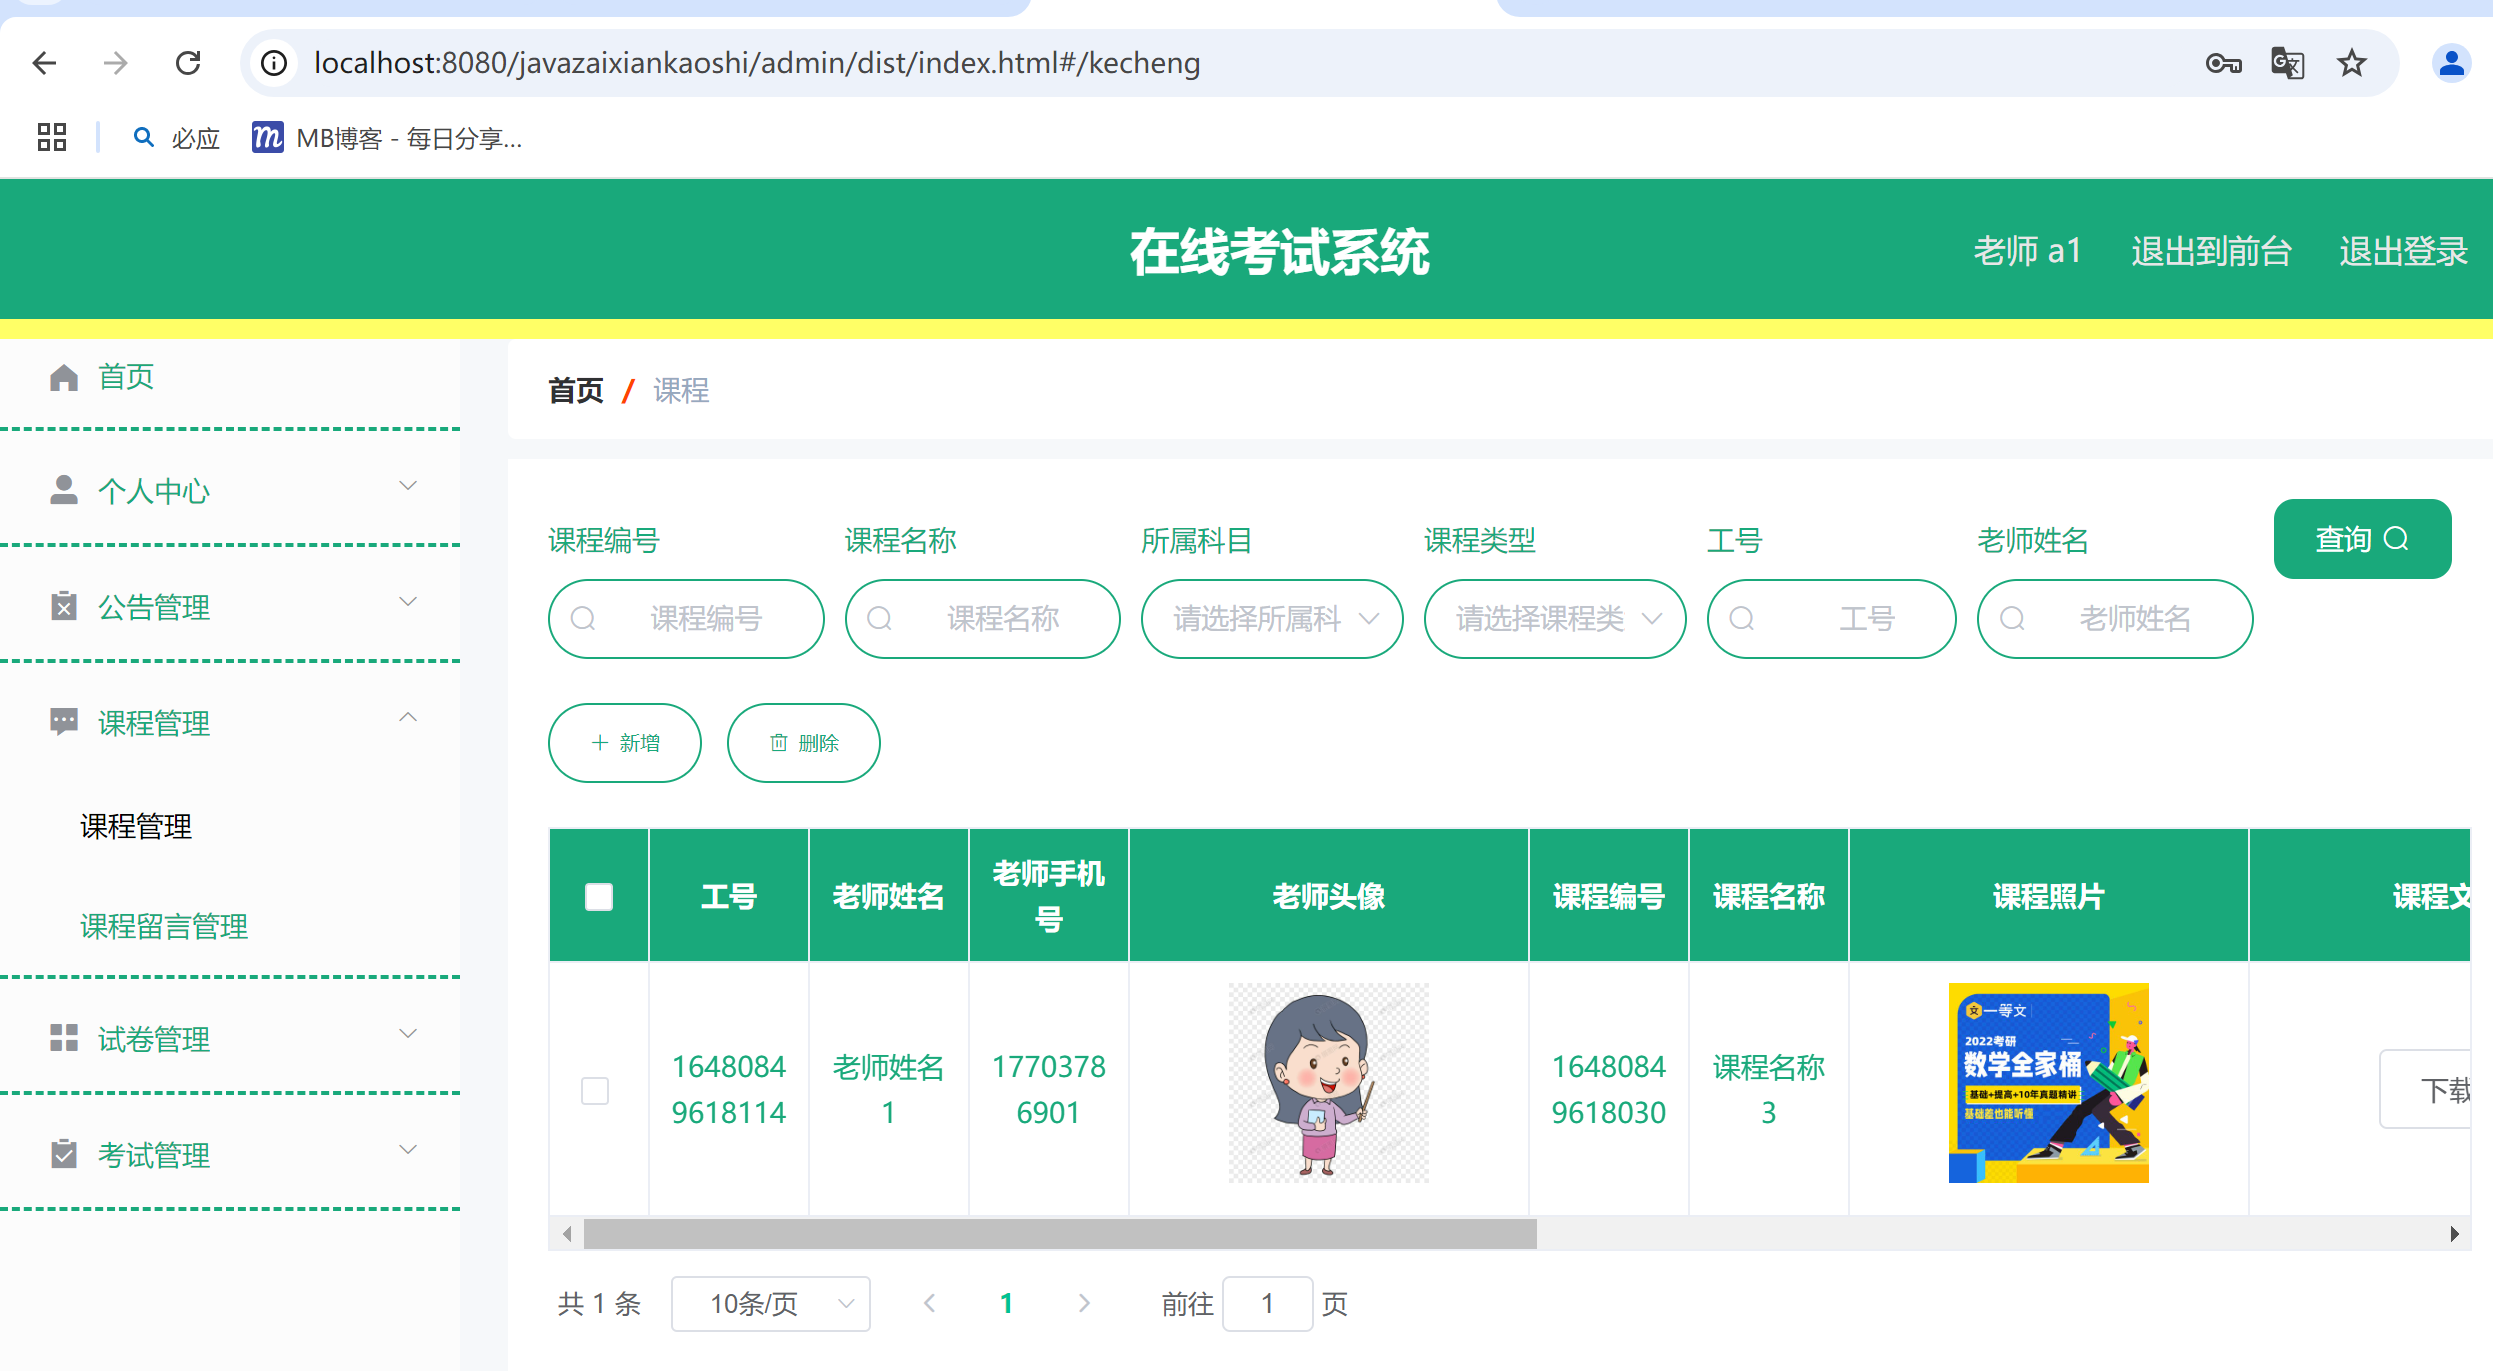 localhost:8080/javazaixiankaoshi/admin/dist/index.html#/kecheng
必应
MB博客 - 每日分享...
在线考试系统
老师 a1
退出到前台
退出登录
首页
个人中心
公告管理
课程管理
课程管理
课程留言管理
试卷管理
考试管理
首页 / 课程
课程编号
课程名称
所属科目
课程类型
工号
老师姓名
查询
课程编号
课程名称
请选择所属科
请选择课程类
工号
老师姓名
新增
删除
工号
老师姓名
老师手机
号
老师头像
课程编号
课程名称
课程照片
课程文
1648084
9618114
老师姓名
1
1770378
6901
1648084
9618030
课程名称
3
文 一等文
2022考研
数学全家桶
基础+提高+10年真题精讲
基础差也能听懂
下载
共 1 条
10条/页
1
前往
1
页